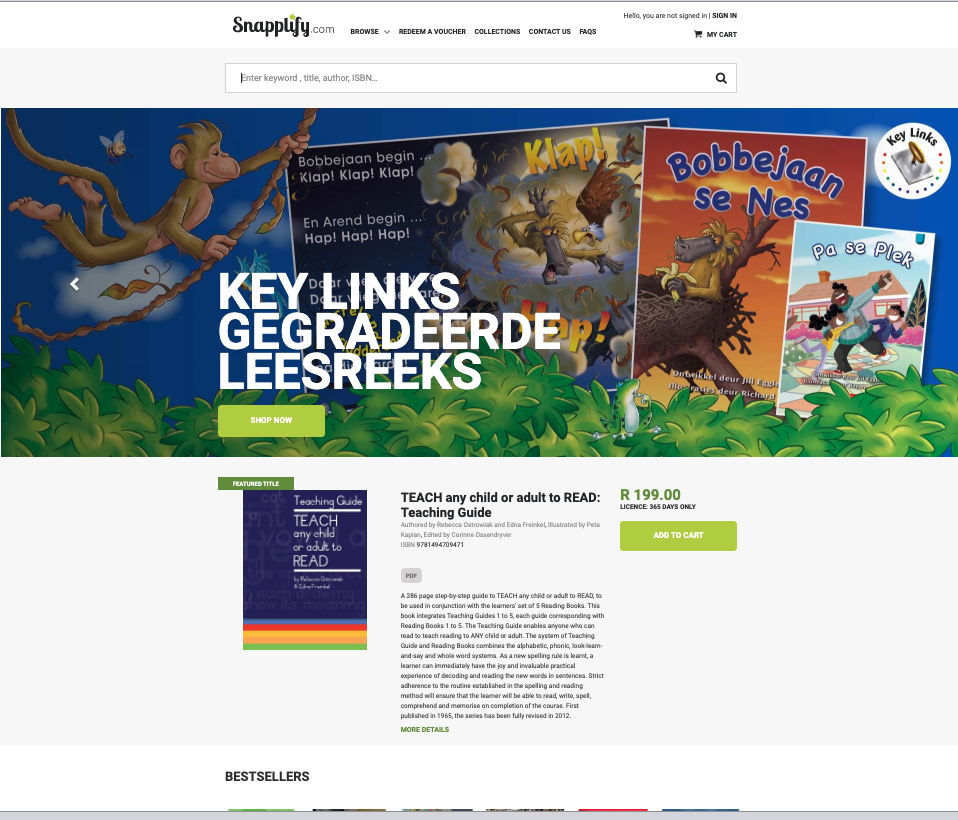 Snapplify.com
Hello, you are not signed in | SIGN IN
BROWSE REDEEM A VOUCHER COLLECTIONS CONTACT US FAQS
MY CART
Enter keyword , title, author, ISBN...
Bobbejaan begin ...
Klap! Klap! Klap!
En Arend begin ...
Hap! Hap! Hap!
Klap!
Hap!
Bobbejaan
se Nes
Ontwikkel deur Jill Eggle
Illustrasies deur Richard
Pa se Plek
Key Links
KEY LINKS
GEGRADEERDE
LEESREEKS
SHOP NOW
FEATURED TITLE
Teaching Guide
TEACH
any child
or adult to
READ
by Rebecca Ostrowiak
& Edna Freinkel
TEACH any child or adult to READ:
Teaching Guide
Authored by Rebecca Ostrowiak and Edna Freinkel, Illustrated by Peta
Kaplan, Edited by Corinne Ossendryver
ISBN 9781494709471
PDF
A 286 page step-by-step guide to TEACH any child or adult to READ, to
be used in conjunction with the learners' set of 5 Reading Books. This
book integrates Teaching Guides 1 to 5, each guide corresponding with
Reading Books 1 to 5. The Teaching Guide enables anyone who can
read to teach reading to ANY child or adult. The system of Teaching
Guide and Reading Books combines the alphabetic, phonic, look-learn-
and-say and whole word systems. As a new spelling rule is learnt, a
learner can immediately have the joy and invaluable practical
experience of decoding and reading the new words in sentences. Strict
adherence to the routine established in the spelling and reading
method will ensure that the learner will be able to read, write, spell,
comprehend and memorise on completion of the course. First
published in 1965, the series has been fully revised in 2012.
MORE DETAILS
R 199.00
LICENCE: 365 DAYS ONLY
ADD TO CART
BESTSELLERS